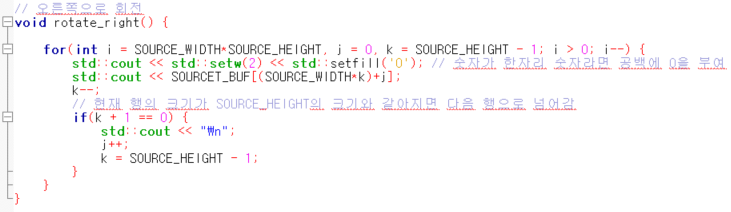 // 오른쪽으로 회전
void rotate_right() {
for(int i = SOURCE_WIDTH*SOURCE_HEIGHT, j = 0, k = SOURCE_HEIGHT - 1; i > 0; i--) {
std::cout << std::setw(2) << std::setfill('0'); // 숫자가 한자리 숫자라면 공백에 0을 부여
std::cout << SOURCET_BUF[(SOURCE_WIDTH*k)+j];
k--;
// 현재 행의 크기가 SOURCE_HEIGHT의 크기와 같아지면 다음 행으로 넘어감
if(k + 1 == 0) {
std::cout << "₩n";
j++;
k = SOURCE_HEIGHT - 1;
}
}
}